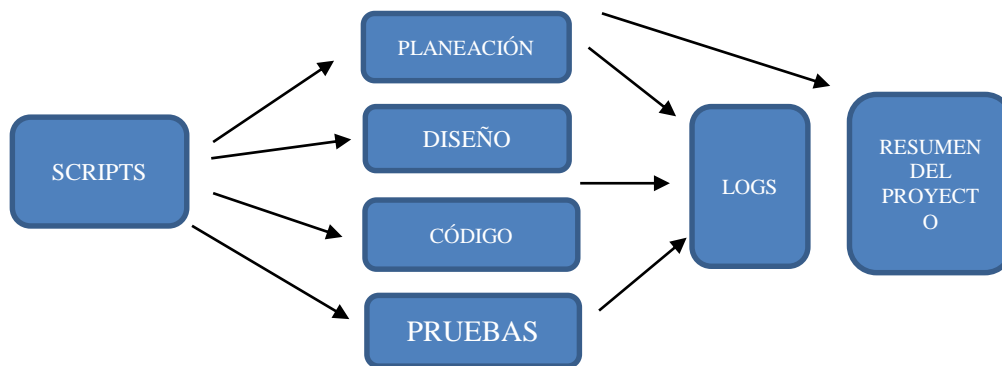 PLANEACIÓN
SCRIPTS
DISEÑO
CÓDIGO
PRUEBAS
LOGS
RESUMEN
DEL
PROYECT
O